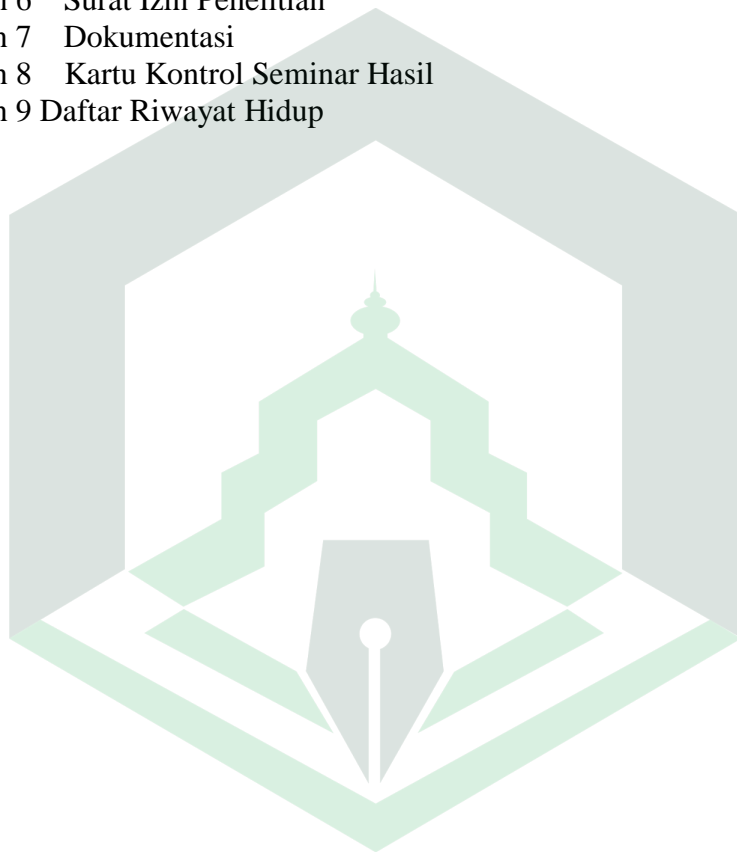 n 6 Surat Izin Penelitian
n 7 Dokumentasi
n 8 Kartu Kontrol Seminar Hasil
n 9 Daftar Riwayat Hidup